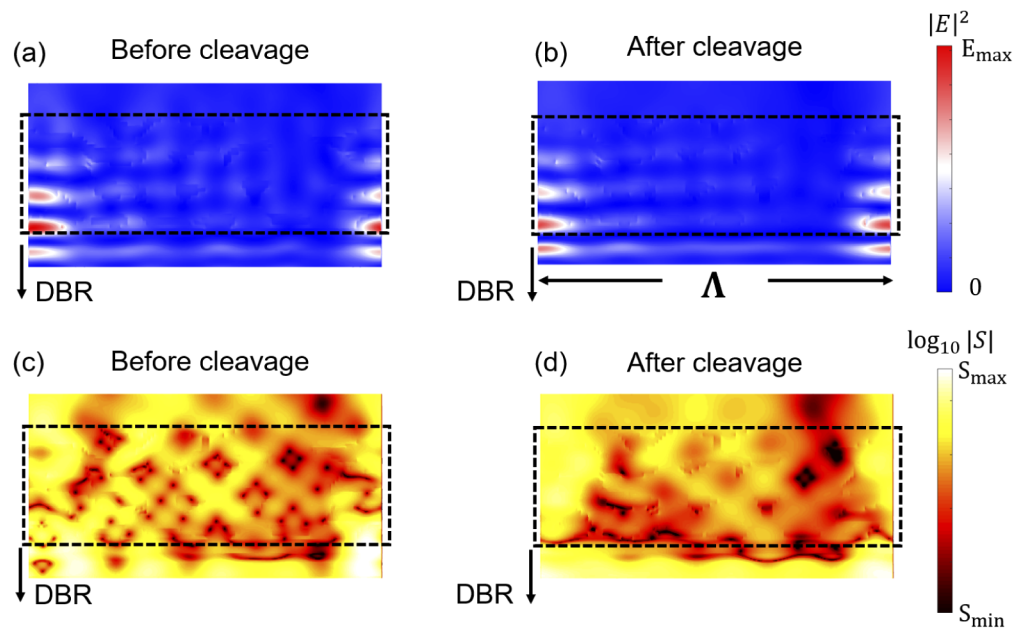 (a)
Before cleavage
(b)
After cleavage
|E|²
E_max
0
DBR
DBR
Λ
(c)
Before cleavage
(d)
After cleavage
log₁₀ |S|
S_max
S_min
DBR
DBR